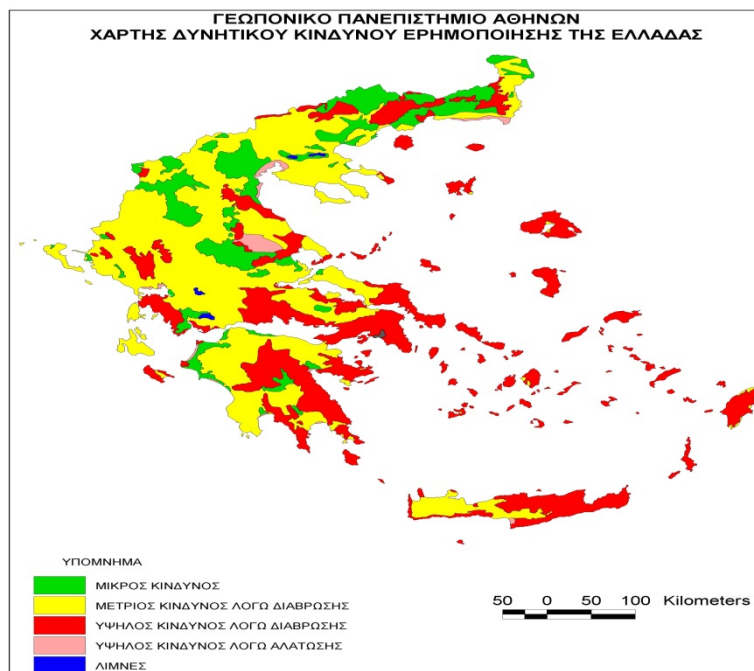 ΓΕΩΠΟΝΙΚΟ ΠΑΝΕΠΙΣΤΗΜΙΟ ΑΘΗΝΩΝ
ΧΑΡΤΗΣ ΔΥΝΗΤΙΚΟΥ ΚΙΝΔΥΝΟΥ ΕΡΗΜΟΠΟΙΗΣΗΣ ΤΗΣ ΕΛΛΑΔΑΣ
ΥΠΟΜΝΗΜΑ
ΜΙΚΡΟΣ ΚΙΝΔΥΝΟΣ
ΜΕΤΡΙΟΣ ΚΙΝΔΥΝΟΣ ΛΟΓΩ ΔΙΑΒΡΩΣΗΣ
ΥΨΗΛΟΣ ΚΙΝΔΥΝΟΣ ΛΟΓΩ ΔΙΑΒΡΩΣΗΣ
ΥΨΗΛΟΣ ΚΙΝΔΥΝΟΣ ΛΟΓΩ ΑΛΑΤΩΣΗΣ
ΛΙΜΝΕΣ
50 0 50 100 Kilometers